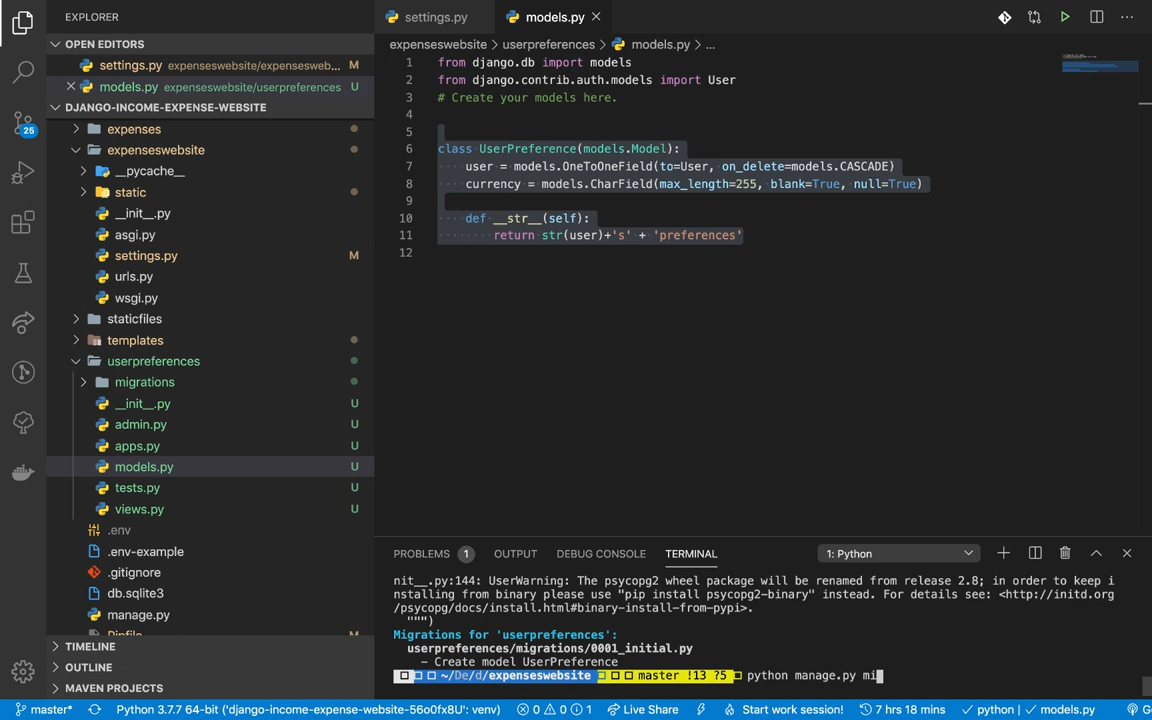 EXPLORER
OPEN EDITORS
settings.py expenseswebsite/expensesweb... M
models.py expenseswebsite/userpreferences U
DJANGO-INCOME-EXPENSE-WEBSITE
expenses
expenseswebsite
__pycache__
static
__init__.py
asgi.py
settings.py M
urls.py
wsgi.py
staticfiles
templates
userpreferences
migrations
__init__.py U
admin.py U
apps.py U
models.py U
tests.py U
views.py U
.env
.env-example
.gitignore
db.sqlite3
manage.py
Pipfile M
TIMELINE
OUTLINE
MAVEN PROJECTS
25
settings.py models.py
expenseswebsite > userpreferences > models.py > ...
1 from django.db import models
2 from django.contrib.auth.models import User
3 # Create your models here.
4
5
6 class UserPreference(models.Model):
7 user = models.OneToOneField(to=User, on_delete=models.CASCADE)
8 currency = models.CharField(max_length=255, blank=True, null=True)
9
10 def __str__(self):
11 return str(user)+'s' + 'preferences'
12
PROBLEMS 1 OUTPUT DEBUG CONSOLE TERMINAL 1: Python
nit__.py:144: UserWarning: The psycopg2 wheel package will be renamed from release 2.8; in order to keep i
nstalling from binary please use "pip install psycopg2-binary" instead. For details see: <http://initd.org
/psycopg/docs/install.html#binary-install-from-pypi>.
""")
Migrations for 'userpreferences':
userpreferences/migrations/0001_initial.py
- Create model UserPreference
~/De/d/expenseswebsite master !13 ?5 python manage.py mi
master* Python 3.7.7 64-bit ('django-income-expense-website-56o0fx8U': venv) 0 0 1 Live Share Start work session! 7 hrs 18 mins python | models.py G